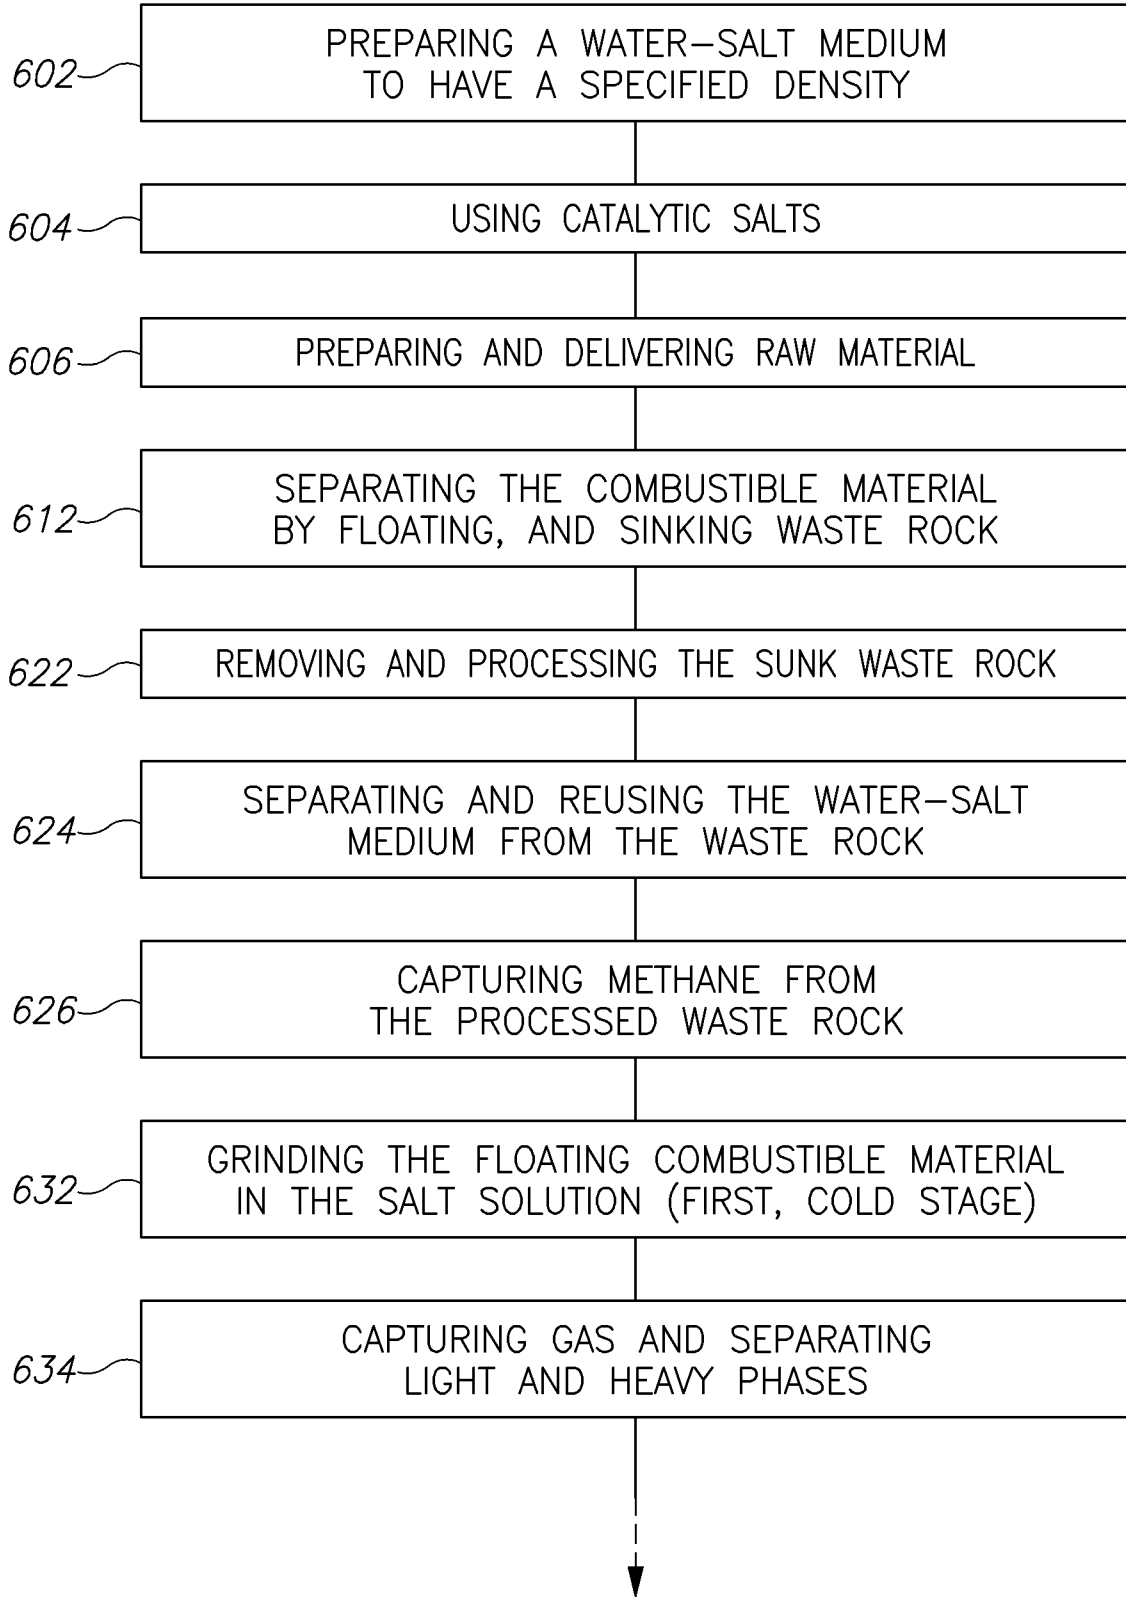 602
PREPARING A WATER-SALT MEDIUM
TO HAVE A SPECIFIED DENSITY
604
USING CATALYTIC SALTS
606
PREPARING AND DELIVERING RAW MATERIAL
612
SEPARATING THE COMBUSTIBLE MATERIAL
BY FLOATING, AND SINKING WASTE ROCK
622
REMOVING AND PROCESSING THE SUNK WASTE ROCK
624
SEPARATING AND REUSING THE WATER-SALT
MEDIUM FROM THE WASTE ROCK
626
CAPTURING METHANE FROM
THE PROCESSED WASTE ROCK
632
GRINDING THE FLOATING COMBUSTIBLE MATERIAL
IN THE SALT SOLUTION (FIRST, COLD STAGE)
634
CAPTURING GAS AND SEPARATING
LIGHT AND HEAVY PHASES